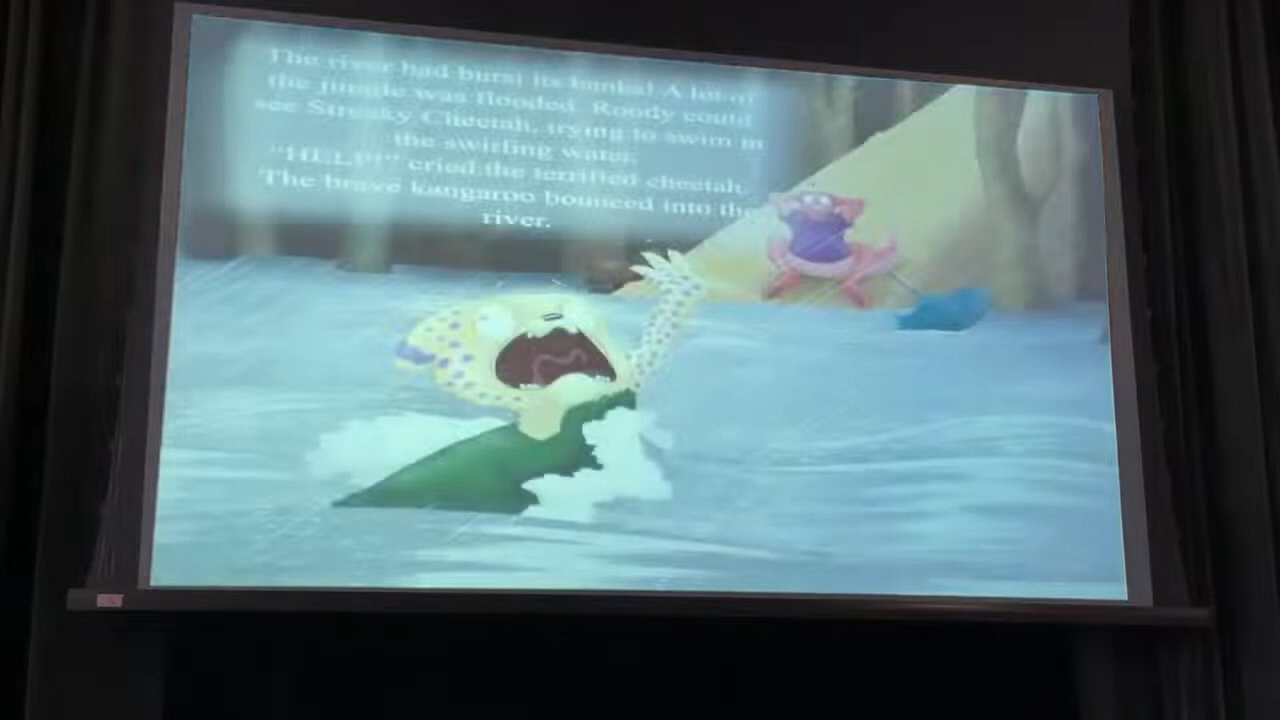 The river had burst its banks! A lot of
the jungle was flooded. Roody could
see Streaky Cheetah, trying to swim in
the swirling water.
"HELP!" cried the terrified cheetah.
The brave kangaroo bounced into the
river.